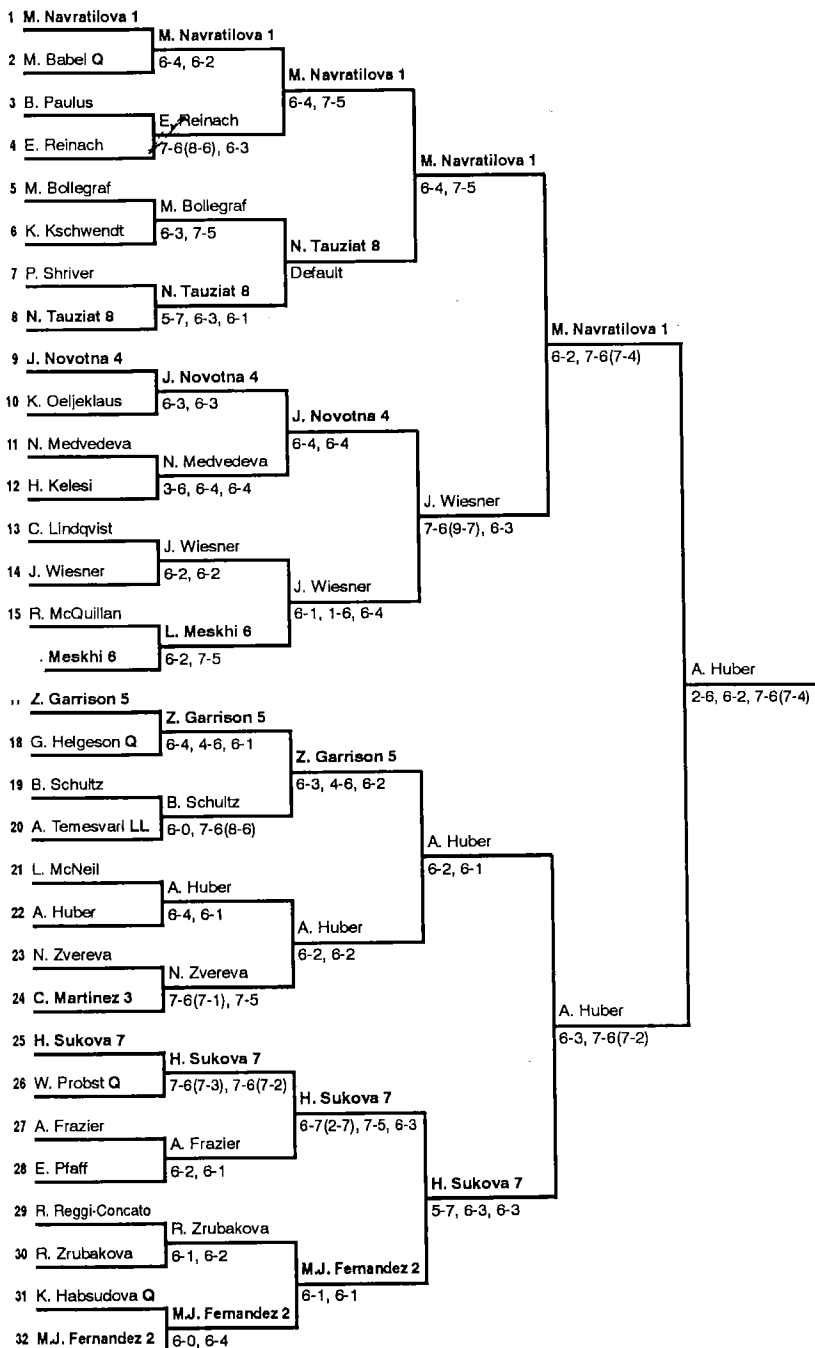 1 M. Navratilova 1
2 M. Babel Q
3 B. Paulus
4 E. Reinach
5 M. Bollegraf
6 K. Kschwendt
7 P. Shriver
8 N. Tauziat 8
9 J. Novotna 4
10 K. Oeljeklaus
11 N. Medvedeva
12 H. Kelesi
13 C. Lindqvist
14 J. Wiesner
15 R. McQuillan
. Meskhi 6
Z. Garrison 5
18 G. Helgeson Q
19 B. Schultz
20 A. Temesvari LL
21 L. McNeil
22 A. Huber
23 N. Zvereva
24 C. Martinez 3
25 H. Sukova 7
26 W. Probst Q
27 A. Frazier
28 E. Pfaff
29 R. Reggi-Concato
30 R. Zrubakova
31 K. Habsudova Q
32 M.J. Fernandez 2
M. Navratilova 1
6-4, 6-2
E. Reinach
7-6(8-6), 6-3
M. Bollegraf
6-3, 7-5
N. Tauziat 8
5-7, 6-3, 6-1
J. Novotna 4
6-3, 6-3
N. Medvedeva
3-6, 6-4, 6-4
J. Wiesner
6-2, 6-2
L. Meskhi 6
6-2, 7-5
Z. Garrison 5
6-4, 4-6, 6-1
B. Schultz
6-0, 7-6(8-6)
A. Huber
6-4, 6-1
N. Zvereva
7-6(7-1), 7-5
H. Sukova 7
7-6(7-3), 7-6(7-2)
A. Frazier
6-2, 6-1
R. Zrubakova
6-1, 6-2
M.J. Fernandez 2
6-0, 6-4
M. Navratilova 1
6-4, 7-5
N. Tauziat 8
Default
J. Novotna 4
6-4, 6-4
J. Wiesner
6-1, 1-6, 6-4
Z. Garrison 5
6-3, 4-6, 6-2
A. Huber
6-2, 6-2
H. Sukova 7
6-7(2-7), 7-5, 6-3
M.J. Fernandez 2
6-1, 6-1
M. Navratilova 1
6-4, 7-5
J. Wiesner
7-6(9-7), 6-3
A. Huber
6-2, 6-1
H. Sukova 7
5-7, 6-3, 6-3
M. Navratilova 1
6-2, 7-6(7-4)
A. Huber
6-3, 7-6(7-2)
A. Huber
2-6, 6-2, 7-6(7-4)